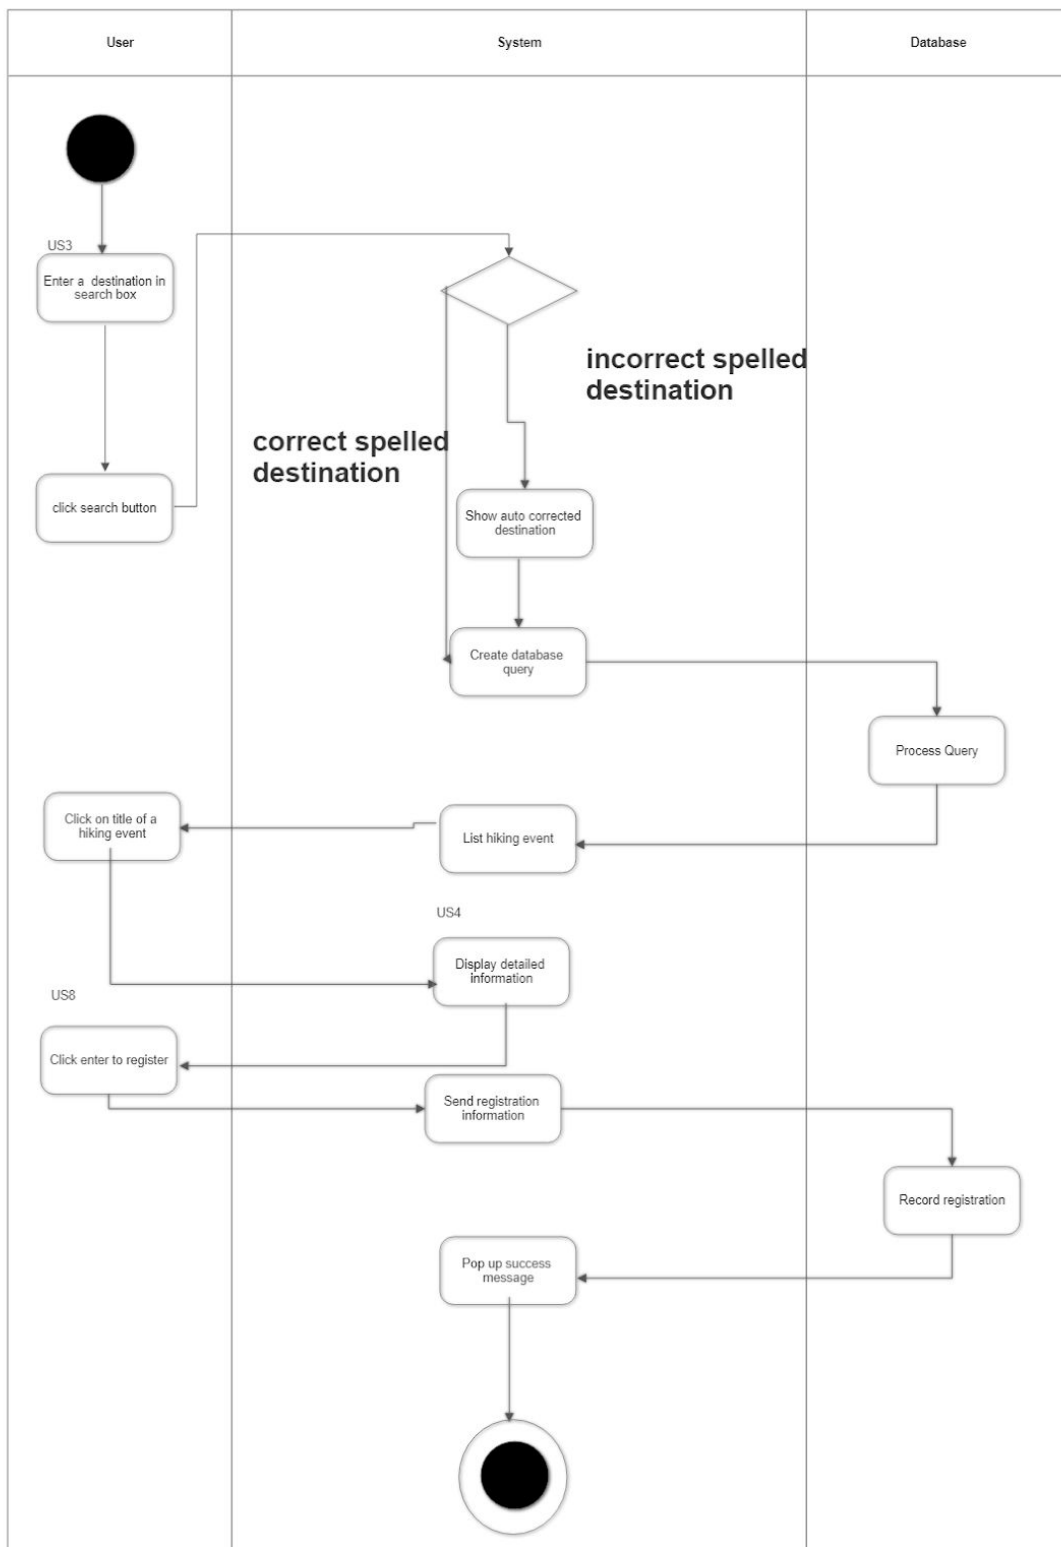 User
System
Database
US3
Enter a destination in
search box
incorrect spelled
destination
correct spelled
destination
click search button
Show auto corrected
destination
Create database
query
Process Query
Click on title of a
hiking event
List hiking event
US4
Display detailed
information
US8
Click enter to register
Send registration
information
Record registration
Pop up success
message